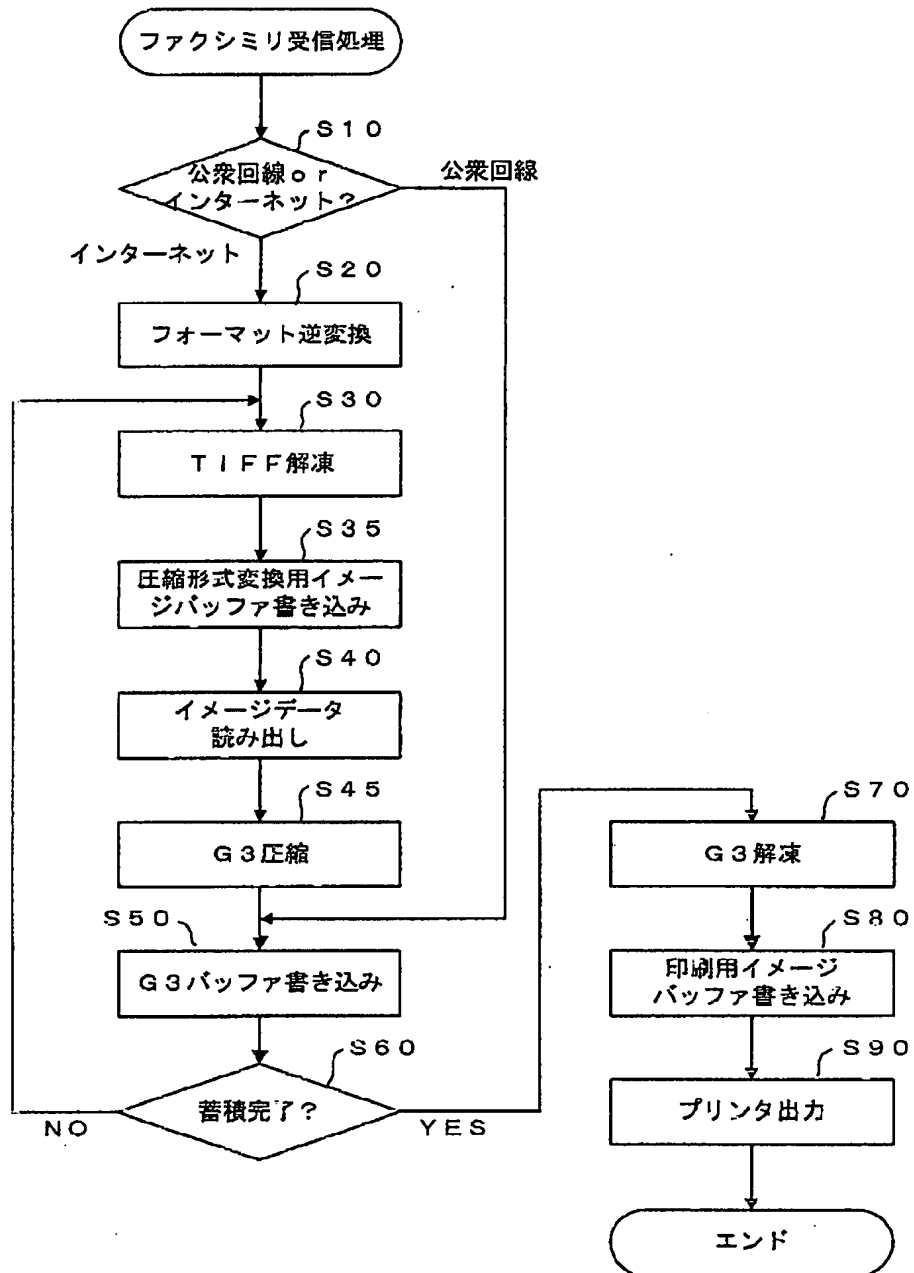 ファクシミリ受信処理
S10
公衆回線or
インターネット?
公衆回線
インターネット
S20
フォーマット逆変換
S30
TIFF解凍
S35
圧縮形式変換用イメー
ジバッファ書き込み
S40
イメージデータ
読み出し
S45
G3圧縮
S50
G3バッファ書き込み
S60
蓄積完了?
NO
YES
S70
G3解凍
S80
印刷用イメージ
バッファ書き込み
S90
プリンタ出力
エンド